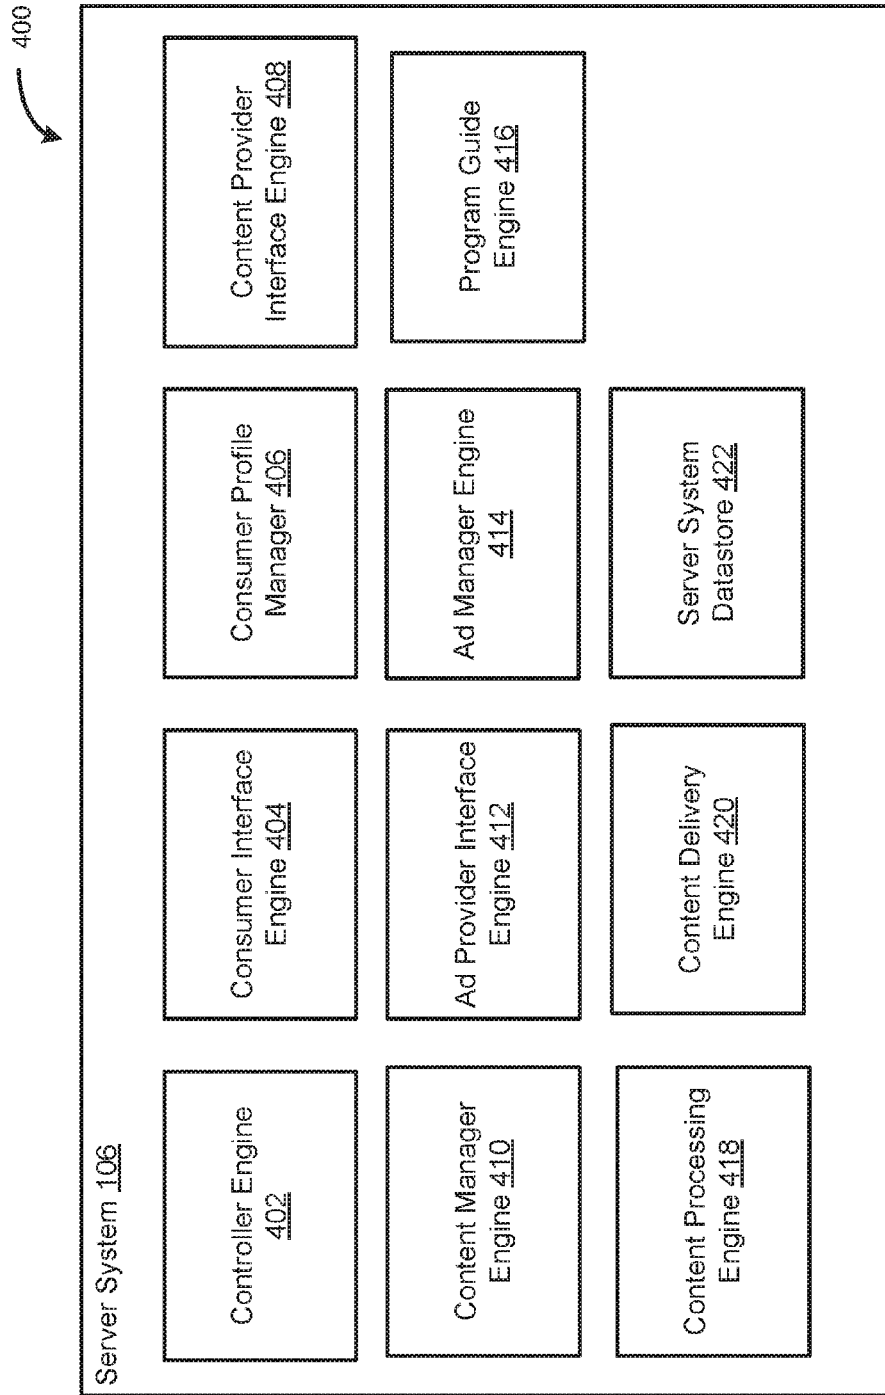 400
Server System 106
Controller Engine
402
Consumer Interface
Engine 404
Consumer Profile
Manager 406
Content Provider
Interface Engine 408
Content Manager
Engine 410
Ad Provider Interface
Engine 412
Ad Manager Engine
414
Program Guide
Engine 416
Content Processing
Engine 418
Content Delivery
Engine 420
Server System
Datastore 422